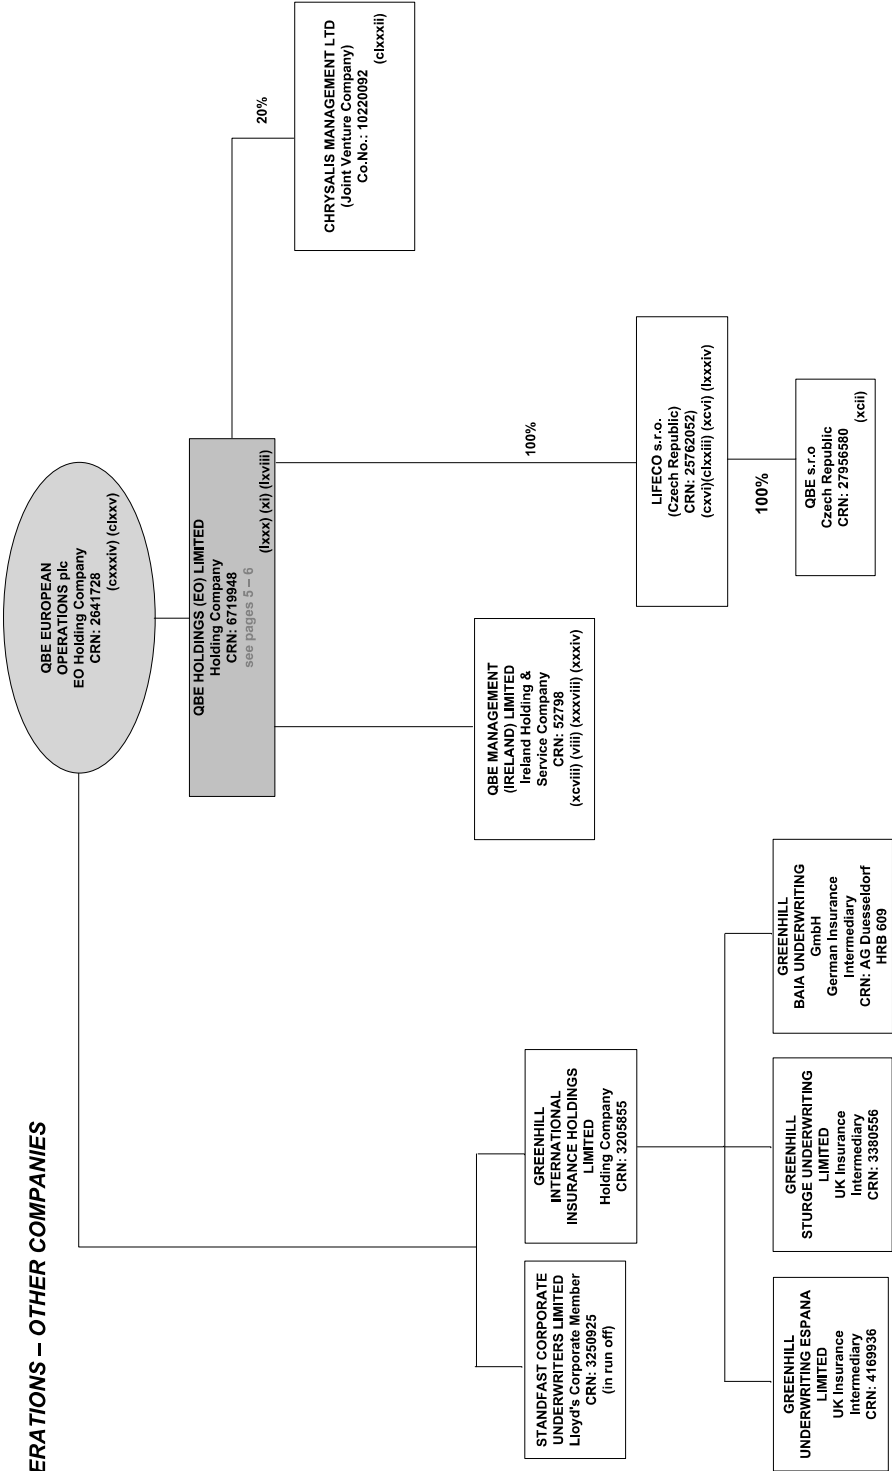 ERATIONS – OTHER COMPANIES
QBE EUROPEAN
OPERATIONS plc
EO Holding Company
CRN: 2641728
(cxxxiv) (clxxv)
QBE HOLDINGS (EO) LIMITED
Holding Company
CRN: 6719948
see pages 5 – 6
(lxxx) (xi) (lxviii)
20%
CHRYSALIS MANAGEMENT LTD
(Joint Venture Company)
Co.No.: 10220092
(clxxxii)
STANDFAST CORPORATE
UNDERWRITERS LIMITED
Lloyd's Corporate Member
CRN: 3250925
(in run off)
GREENHILL
INTERNATIONAL
INSURANCE HOLDINGS
LIMITED
Holding Company
CRN: 3205855
QBE MANAGEMENT
(IRELAND) LIMITED
Ireland Holding &
Service Company
CRN: 52798
(xcviii) (viii) (xxxviii) (xxxiv)
100%
LIFECO s.r.o.
(Czech Republic)
CRN: 25762052)
(cxvi)(clxxiii) (xcvi) (lxxxiv)
100%
QBE s.r.o
Czech Republic
CRN: 27956580
(xcii)
GREENHILL
UNDERWRITING ESPANA
LIMITED
UK Insurance
Intermediary
CRN: 4169936
GREENHILL
STURGE UNDERWRITING
LIMITED
UK Insurance
Intermediary
CRN: 3380556
GREENHILL
BAIA UNDERWRITING
GmbH
German Insurance
Intermediary
CRN: AG Duesseldorf
HRB 609